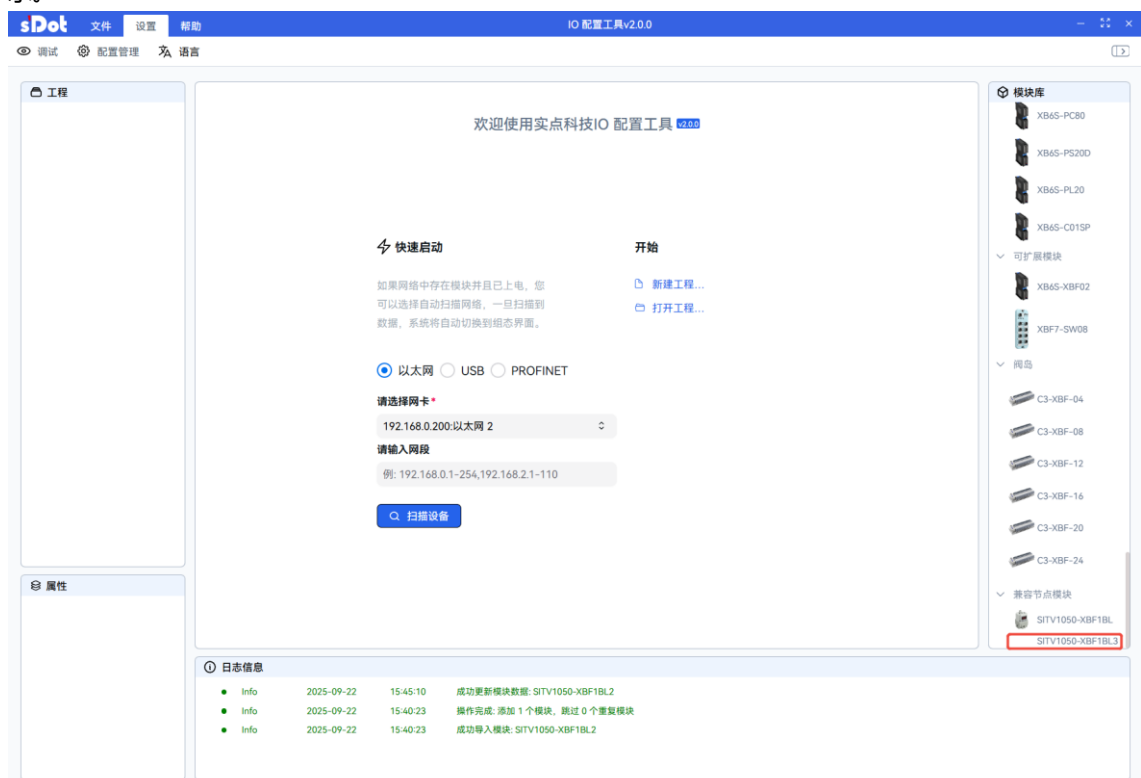 sDot 文件 设置 帮助 IO 配置工具v2.0.0
调试 配置管理 语言
工程
欢迎使用实点科技IO 配置工具 v2.0.0
快速启动
如果网络中存在模块并且已上电，您
可以选择自动扫描网络，一旦扫描到
数据，系统将自动切换到组态界面。
开始
新建工程...
打开工程...
以太网 USB PROFINET
请选择网卡*
192.168.0.200:以太网 2
请输入网段
例: 192.168.0.1-254,192.168.2.1-110
扫描设备
模块库
XB6S-PC80
XB6S-PS20D
XB6S-PL20
XB6S-C01SP
可扩展模块
XB6S-XBF02
XBF7-SW08
阀岛
C3-XBF-04
C3-XBF-08
C3-XBF-12
C3-XBF-16
C3-XBF-20
C3-XBF-24
兼容节点模块
SITV1050-XBF1BL
SITV1050-XBF1BL3
属性
日志信息
Info 2025-09-22 15:45:10 成功更新模块数据: SITV1050-XBF1BL2
Info 2025-09-22 15:40:23 操作完成: 添加 1 个模块，跳过 0 个重复模块
Info 2025-09-22 15:40:23 成功导入模块: SITV1050-XBF1BL2